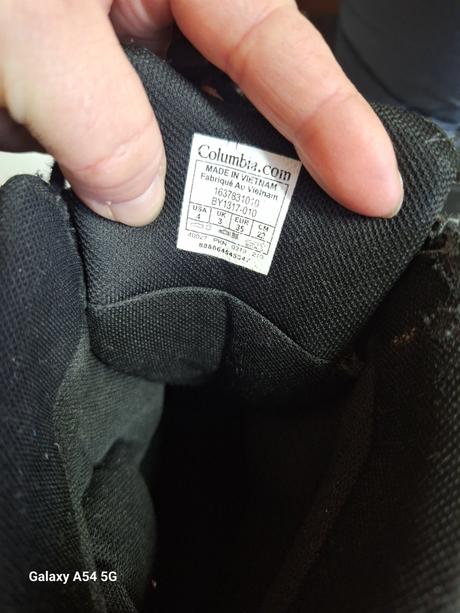 Columbia.com
MADE IN VIETNAM
Fabriqué Au Vietnam
1637831010
BY1317-010
USA UK EUR CM
4 3 35 22
Galaxy A54 5G